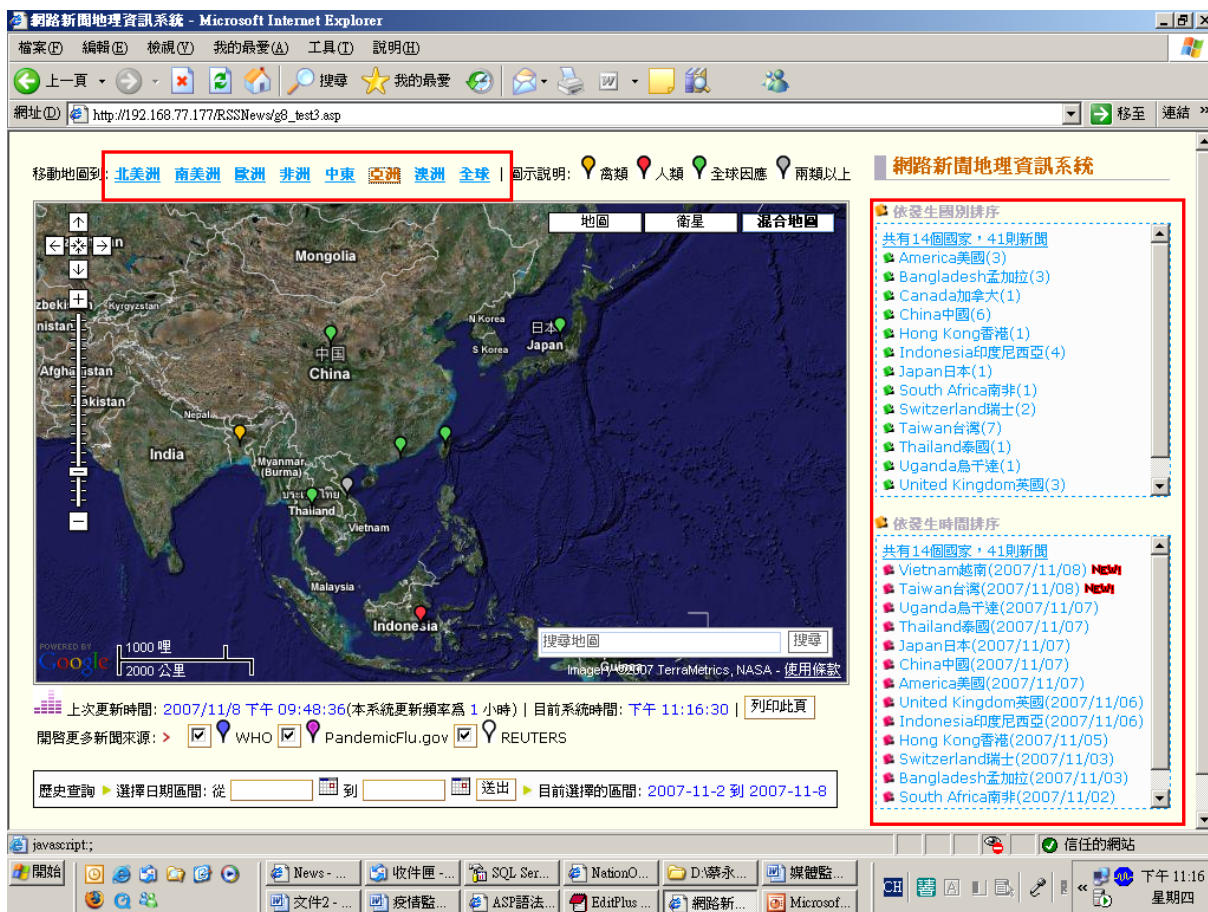 網路新聞地理資訊系統 - Microsoft Internet Explorer
檔案(F) 編輯(E) 檢視(V) 我的最愛(A) 工具(T) 說明(H)
上一頁 搜尋 我的最愛
網址(D) http://192.168.77.177/RSSNews/g8_test3.asp 移至 連結 »
移動地圖到: 北美洲 南美洲 歐洲 非洲 中東 亞洲 澳洲 全球 | 圖示說明: 禽類 人類 全球因應 兩類以上
網路新聞地理資訊系統
地圖 衛星 混合地圖
Mongolia
Kyrgyzstan
N Korea
S Korea
日本
Japan
中国
China
Afghanistan
Nepal
India
Myanmar
(Burma)
ประเทศไทย
Thailand
Vietnam
Malaysia
Indonesia
搜尋地圖 搜尋
POWERED BY
Google
1000 哩
2000 公里
Imagery ©2007 TerraMetrics, NASA - 使用條款
依發生國別排序
共有14個國家，41則新聞
America美國(3)
Bangladesh孟加拉(3)
Canada加拿大(1)
China中國(6)
Hong Kong香港(1)
Indonesia印度尼西亞(4)
Japan日本(1)
South Africa南非(1)
Switzerland瑞士(2)
Taiwan台灣(7)
Thailand泰國(1)
Uganda烏干達(1)
United Kingdom英國(3)
依發生時間排序
共有14個國家，41則新聞
Vietnam越南(2007/11/08) NEW!
Taiwan台灣(2007/11/08) NEW!
Uganda烏干達(2007/11/07)
Thailand泰國(2007/11/07)
Japan日本(2007/11/07)
China中國(2007/11/07)
America美國(2007/11/07)
United Kingdom英國(2007/11/06)
Indonesia印度尼西亞(2007/11/06)
Hong Kong香港(2007/11/05)
Switzerland瑞士(2007/11/03)
Bangladesh孟加拉(2007/11/03)
South Africa南非(2007/11/02)
上次更新時間: 2007/11/8 下午 09:48:36(本系統更新頻率為 1 小時) | 目前系統時間: 下午 11:16:30 | 列印此頁
開啓更多新聞來源: > WHO PandemicFlu.gov REUTERS
歷史查詢 選擇日期區間: 從 到 送出 目前選擇的區間: 2007-11-2 到 2007-11-8
javascript:; 信任的網站
開始 News - ... 收件匣 -... SQL Ser... NationO... D:\蔡永... 媒體監...
文件2 - ... 疫情監... ASP語法... EditPlus ... 網路新... Microsof...
CH
下午 11:16
星期四